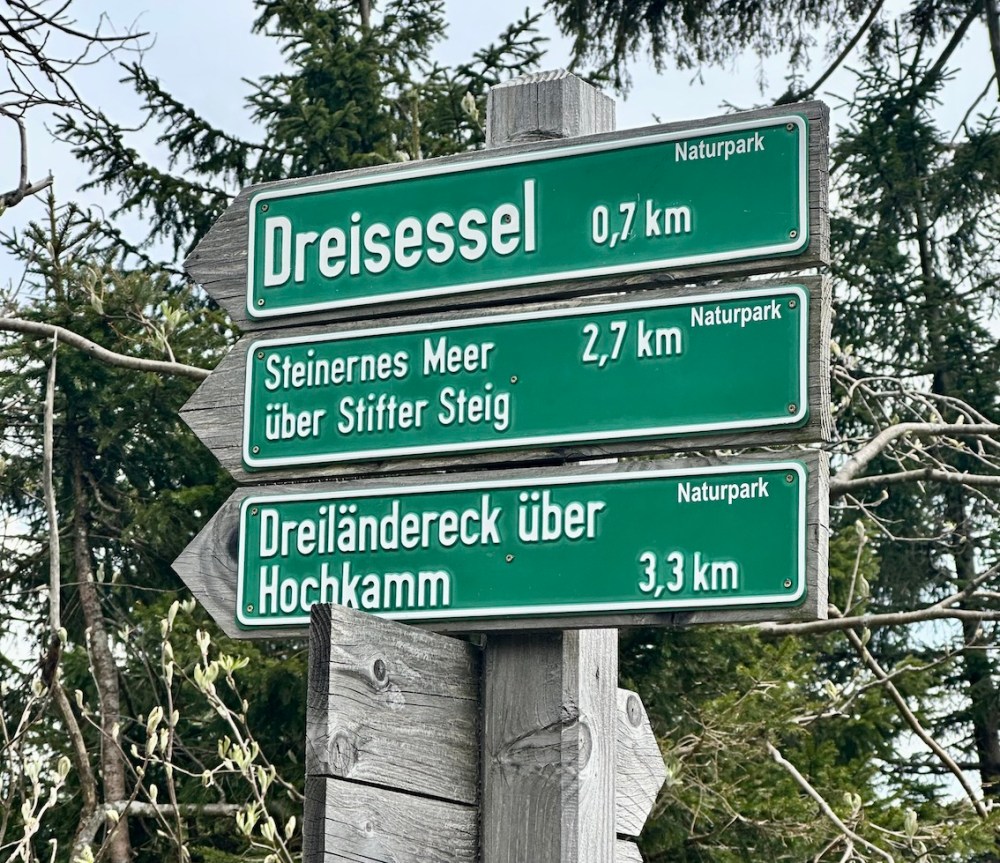 Naturpark
Dreisessel 0,7 km
Naturpark
Steinernes Meer 2,7 km
über Stifter Steig
Naturpark
Dreiländereck über
Hochkamm 3,3 km